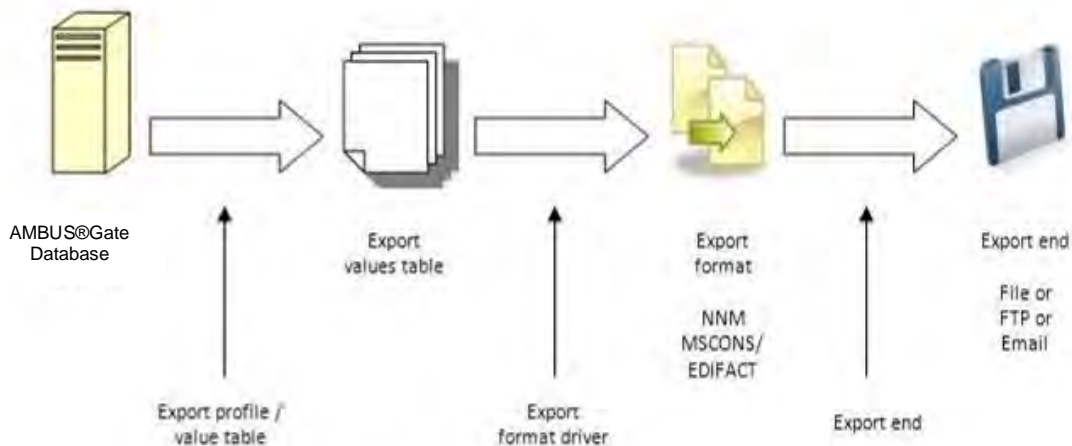 AMBUS®Gate
Database
Export
values table
Export
format
NNM
MSCONS/
EDIFACT
Export end
File or
FTP or
Email
Export profile /
value table
Export
format driver
Export end